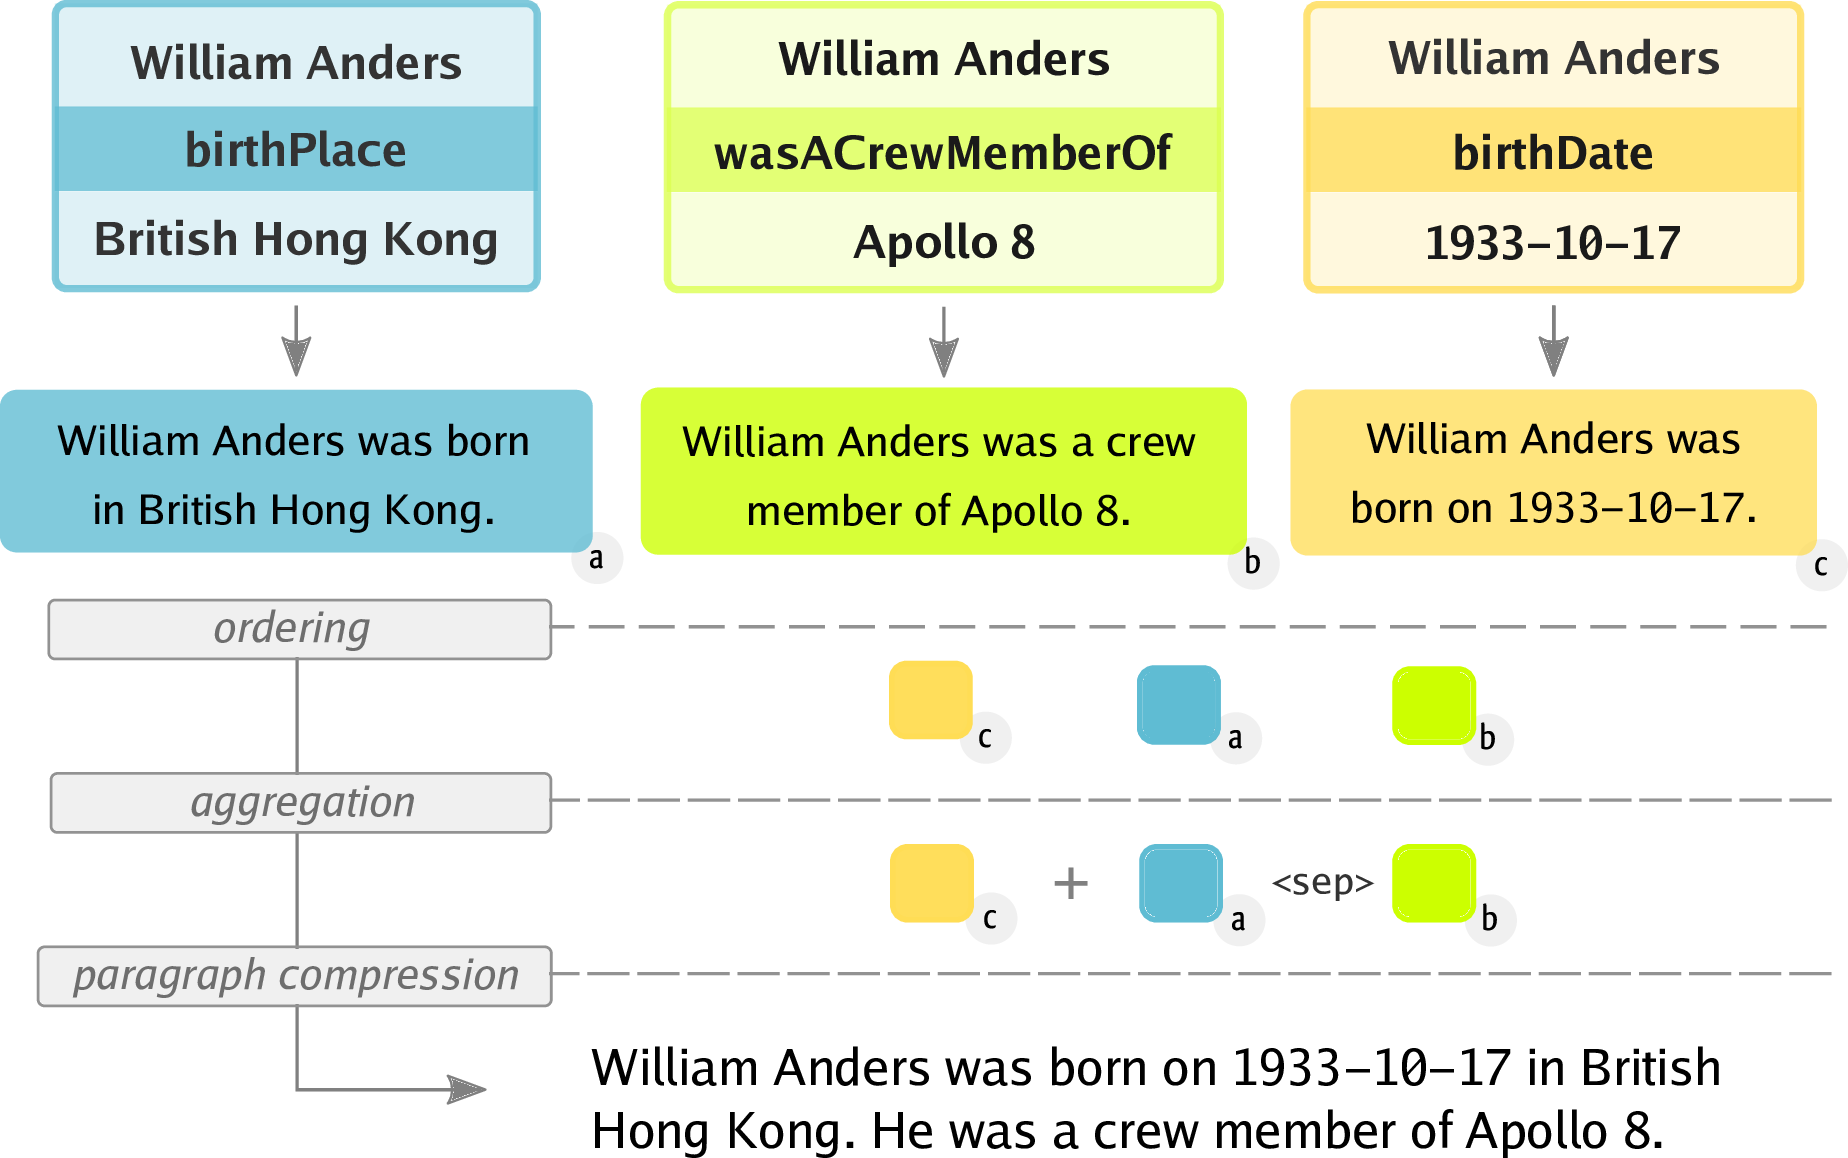 William Anders
birthPlace
British Hong Kong
William Anders
wasACrewMemberOf
Apollo 8
William Anders
birthDate
1933-10-17
William Anders was born
in British Hong Kong.
a
William Anders was a crew
member of Apollo 8.
b
William Anders was
born on 1933-10-17.
c
ordering
c
a
b
aggregation
c
+
a
<sep>
b
paragraph compression
William Anders was born on 1933-10-17 in British
Hong Kong. He was a crew member of Apollo 8.